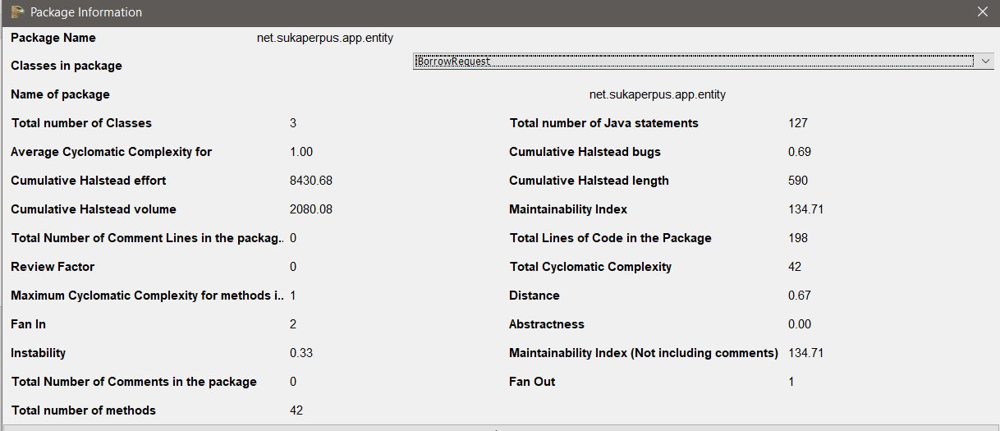 Package Information
Package Name net.sukaperpus.app.entity
Classes in package BorrowRequest
Name of package net.sukaperpus.app.entity
Total number of Classes 3 Total number of Java statements 127
Average Cyclomatic Complexity for 1.00 Cumulative Halstead bugs 0.69
Cumulative Halstead effort 8430.68 Cumulative Halstead length 590
Cumulative Halstead volume 2080.08 Maintainability Index 134.71
Total Number of Comment Lines in the packag.. 0 Total Lines of Code in the Package 198
Review Factor 0 Total Cyclomatic Complexity 42
Maximum Cyclomatic Complexity for methods i.. 1 Distance 0.67
Fan In 2 Abstractness 0.00
Instability 0.33 Maintainability Index (Not including comments) 134.71
Total Number of Comments in the package 0 Fan Out 1
Total number of methods 42